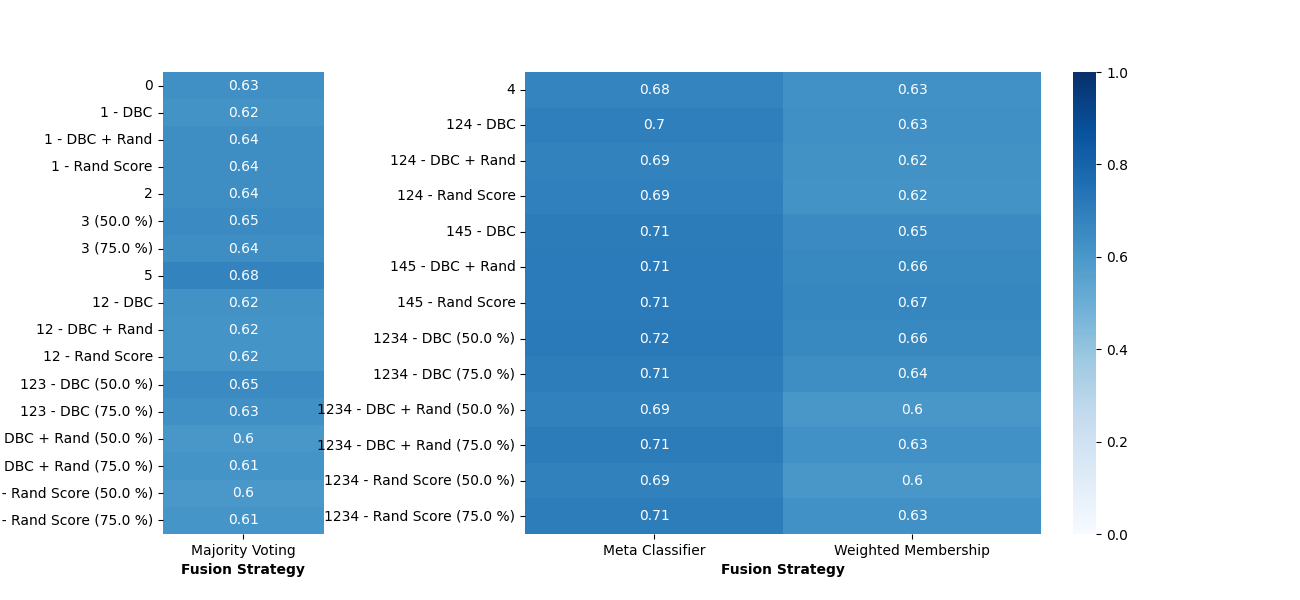 0
0.63
1 - DBC
0.62
1 - DBC + Rand
0.64
1 - Rand Score
0.64
2
0.64
3 (50.0 %)
0.65
3 (75.0 %)
0.64
5
0.68
12 - DBC
0.62
12 - DBC + Rand
0.62
12 - Rand Score
0.62
123 - DBC (50.0 %)
0.65
123 - DBC (75.0 %)
0.63
DBC + Rand (50.0 %)
0.6
DBC + Rand (75.0 %)
0.61
- Rand Score (50.0 %)
0.6
- Rand Score (75.0 %)
0.61
Majority Voting
Fusion Strategy
4
0.68 0.63
124 - DBC
0.7 0.63
124 - DBC + Rand
0.69 0.62
124 - Rand Score
0.69 0.62
145 - DBC
0.71 0.65
145 - DBC + Rand
0.71 0.66
145 - Rand Score
0.71 0.67
1234 - DBC (50.0 %)
0.72 0.66
1234 - DBC (75.0 %)
0.71 0.64
1234 - DBC + Rand (50.0 %)
0.69 0.6
1234 - DBC + Rand (75.0 %)
0.71 0.63
1234 - Rand Score (50.0 %)
0.69 0.6
1234 - Rand Score (75.0 %)
0.71 0.63
Meta Classifier Weighted Membership
Fusion Strategy
1.0
0.8
0.6
0.4
0.2
0.0